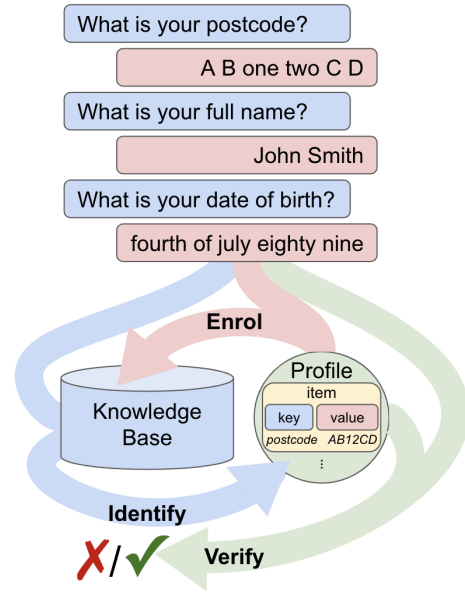 What is your postcode?
A B one two C D
What is your full name?
John Smith
What is your date of birth?
fourth of july eighty nine
Enrol
Profile
item
key value
postcode AB12CD
⋮
Knowledge
Base
Identify
✗/✓
Verify